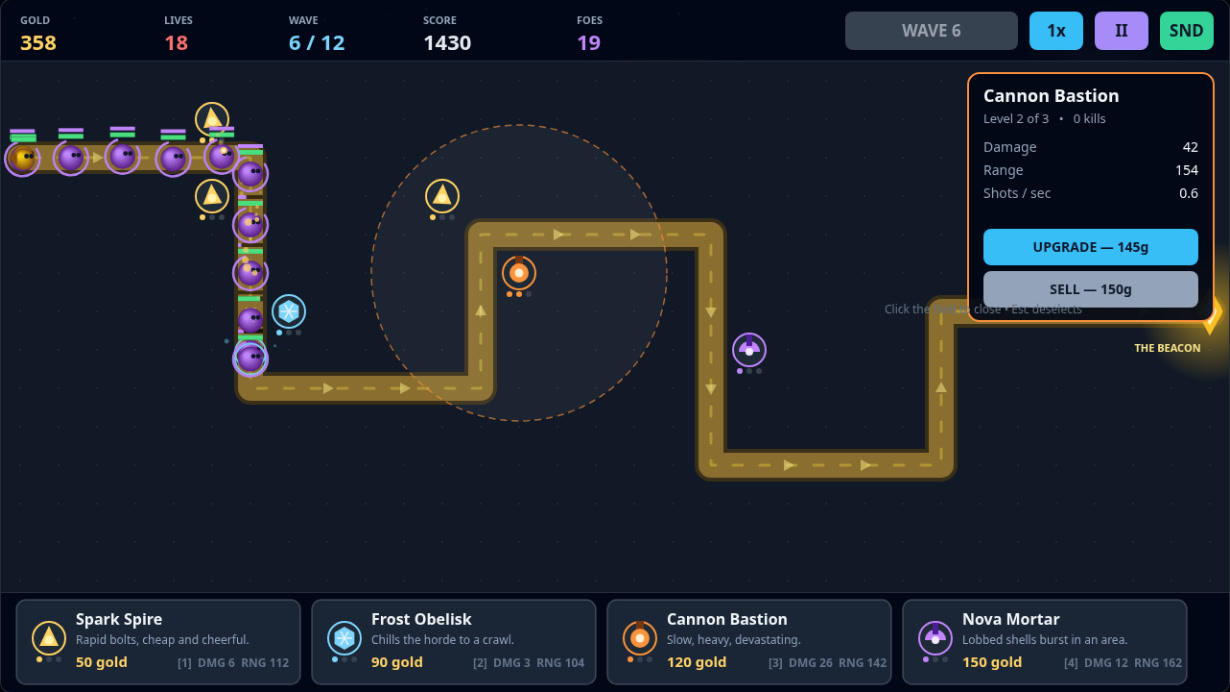 GOLD
358
LIVES
18
WAVE
6 / 12
SCORE
1430
FOES
19
WAVE 6
1x
II
SND
Cannon Bastion
Level 2 of 3 • 0 kills
Damage 42
Range 154
Shots / sec 0.6
UPGRADE — 145g
SELL — 150g
Click the close • Esc deselects
THE BEACON
Spark Spire
Rapid bolts, cheap and cheerful.
50 gold [1] DMG 6 RNG 112
Frost Obelisk
Chills the horde to a crawl.
90 gold [2] DMG 3 RNG 104
Cannon Bastion
Slow, heavy, devastating.
120 gold [3] DMG 26 RNG 142
Nova Mortar
Lobbed shells burst in an area.
150 gold [4] DMG 12 RNG 162